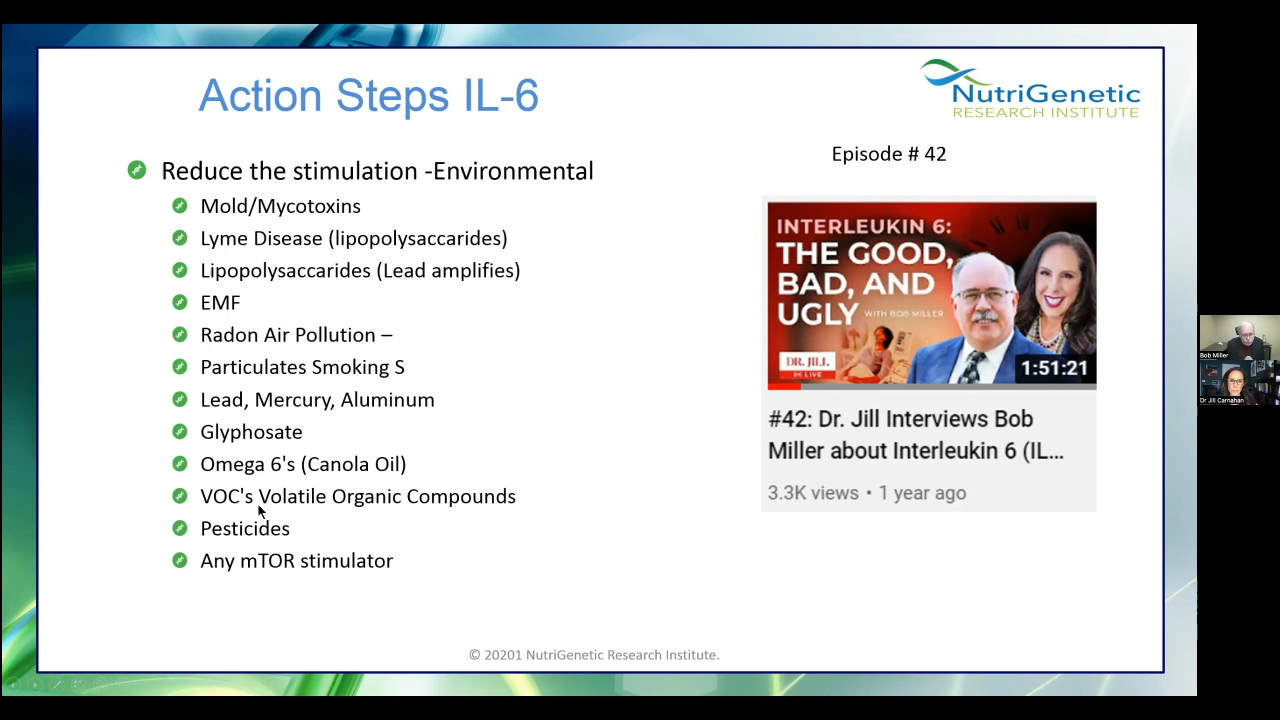 Action Steps IL-6
NutriGenetic
RESEARCH INSTITUTE
Episode # 42
Reduce the stimulation -Environmental
Mold/Mycotoxins
Lyme Disease (lipopolysaccarides)
Lipopolysaccarides (Lead amplifies)
EMF
Radon Air Pollution –
Particulates Smoking S
Lead, Mercury, Aluminum
Glyphosate
Omega 6's (Canola Oil)
VOC's Volatile Organic Compounds
Pesticides
Any mTOR stimulator
INTERLEUKIN 6:
THE GOOD,
BAD, AND
UGLY WITH BOB MILLER
DR. JILL
LIVE
1:51:21
#42: Dr. Jill Interviews Bob
Miller about Interleukin 6 (IL...
3.3K views • 1 year ago
© 20201 NutriGenetic Research Institute.
Bob Miller
Dr Jill Carnahan